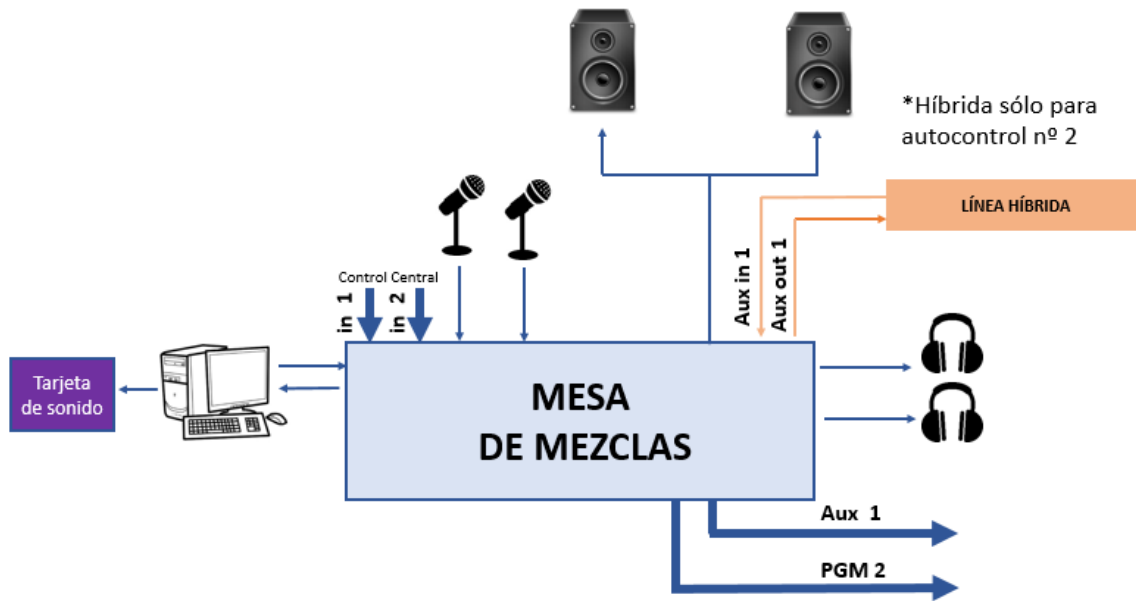 *Híbrida sólo para
autocontrol nº 2
LÍNEA HÍBRIDA
Aux in 1
Aux out 1
Control Central
in 1
in 2
Tarjeta
de sonido
MESA
DE MEZCLAS
Aux 1
PGM 2